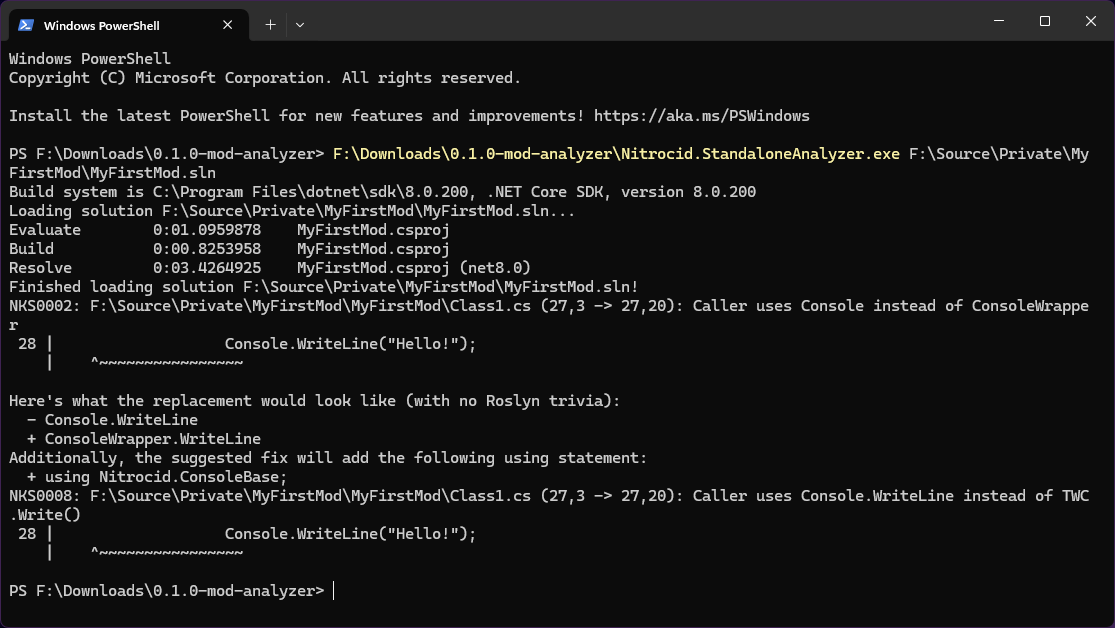 Windows PowerShell
Windows PowerShell
Copyright (C) Microsoft Corporation. All rights reserved.
Install the latest PowerShell for new features and improvements! https://aka.ms/PSWindows
PS F:\Downloads\0.1.0-mod-analyzer> F:\Downloads\0.1.0-mod-analyzer\Nitrocid.StandaloneAnalyzer.exe F:\Source\Private\My
FirstMod\MyFirstMod.sln
Build system is C:\Program Files\dotnet\sdk\8.0.200, .NET Core SDK, version 8.0.200
Loading solution F:\Source\Private\MyFirstMod\MyFirstMod.sln...
Evaluate        0:01.0959878    MyFirstMod.csproj
Build           0:00.8253958    MyFirstMod.csproj
Resolve         0:03.4264925    MyFirstMod.csproj (net8.0)
Finished loading solution F:\Source\Private\MyFirstMod\MyFirstMod.sln!
NKS0002: F:\Source\Private\MyFirstMod\MyFirstMod\Class1.cs (27,3 -> 27,20): Caller uses Console instead of ConsoleWrappe
r
 28 |                   Console.WriteLine("Hello!");
    |    ^~~~~~~~~~~~~~~~~
Here's what the replacement would look like (with no Roslyn trivia):
  - Console.WriteLine
  + ConsoleWrapper.WriteLine
Additionally, the suggested fix will add the following using statement:
  + using Nitrocid.ConsoleBase;
NKS0008: F:\Source\Private\MyFirstMod\MyFirstMod\Class1.cs (27,3 -> 27,20): Caller uses Console.WriteLine instead of TWC
.Write()
 28 |                   Console.WriteLine("Hello!");
    |    ^~~~~~~~~~~~~~~~~
PS F:\Downloads\0.1.0-mod-analyzer>